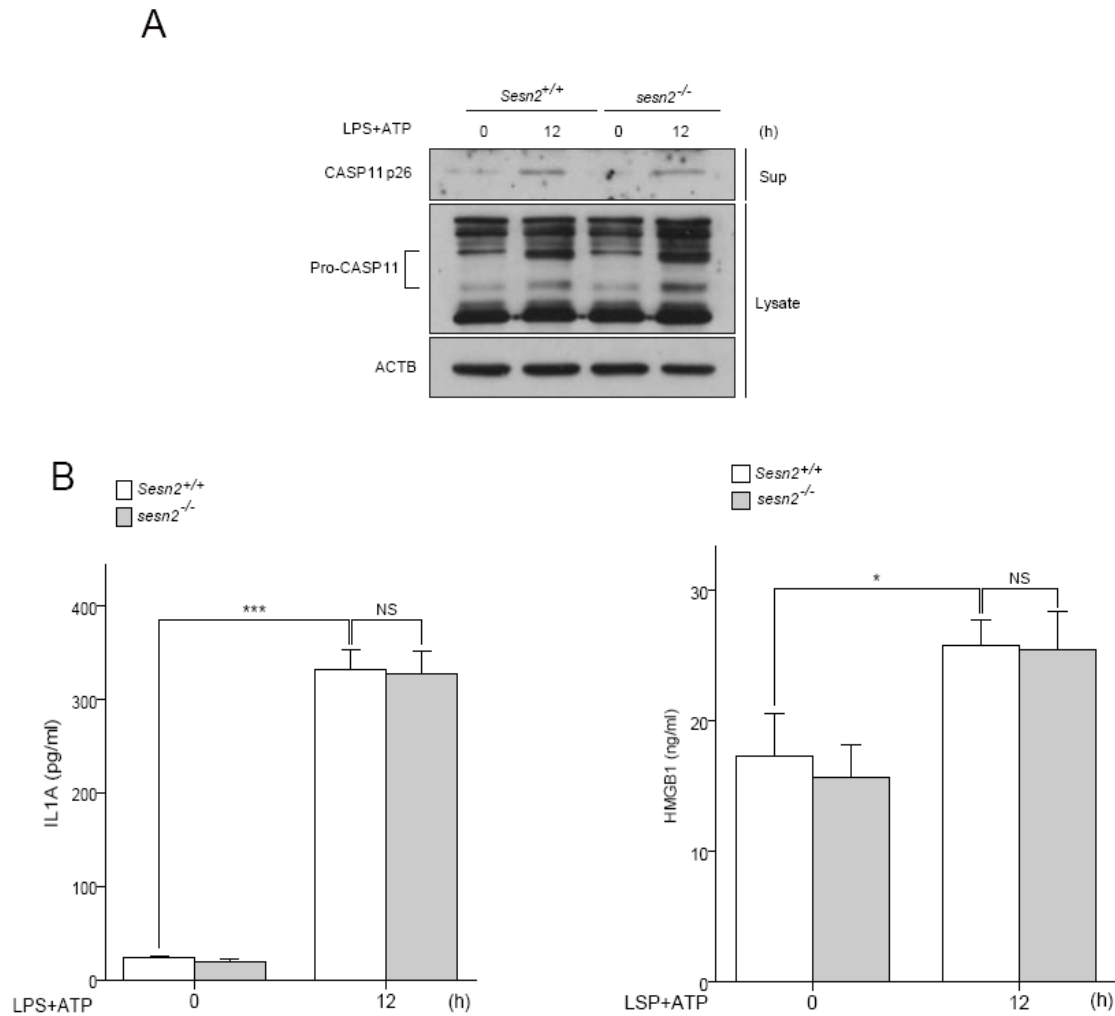 A
Sesn2+/+ sesn2-/-
LPS+ATP 0 12 0 12 (h)
CASP11 p26 Sup
Pro-CASP11
Lysate
ACTB
B
Sesn2+/+
sesn2-/-
*** NS
400
300
200
100
0
IL1A (pg/ml)
LPS+ATP 0 12 (h)
Sesn2+/+
sesn2-/-
* NS
30
20
10
0
HMGB1 (ng/ml)
LSP+ATP 0 12 (h)